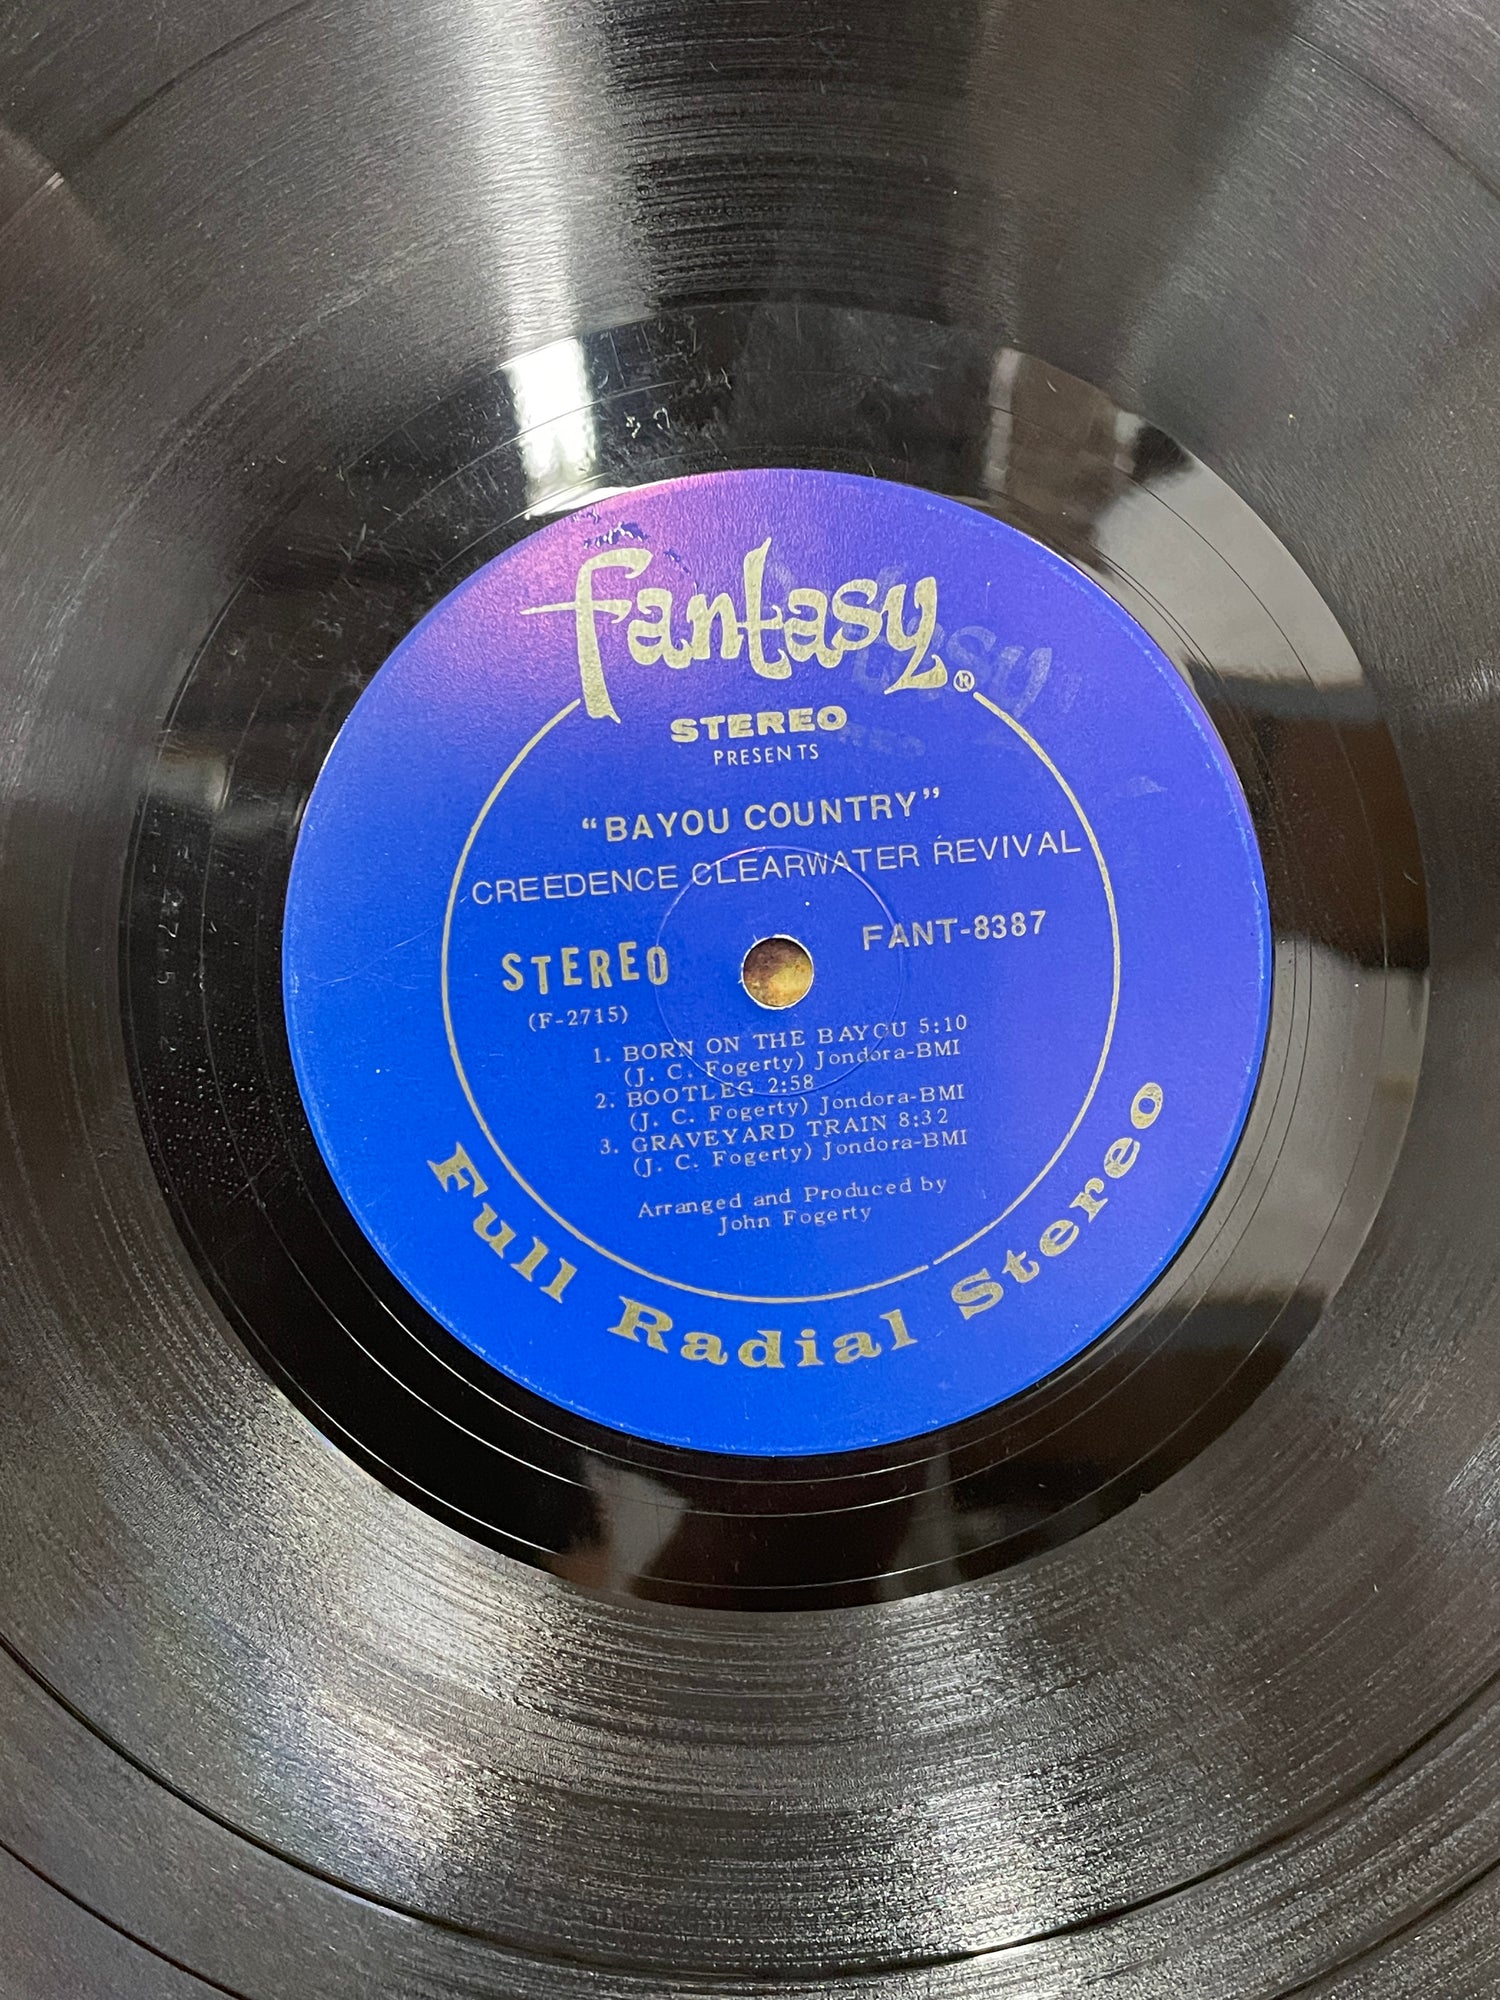 Fantasy®
STEREO
PRESENTS
"BAYOU COUNTRY"
CREEDENCE CLEARWATER REVIVAL
STEREO
FANT-8387
(F-2715)
1. BORN ON THE BAYOU 5:10
(J. C. Fogerty) Jondora-BMI
2. BOOTLEG 2:58
(J. C. Fogerty) Jondora-BMI
3. GRAVEYARD TRAIN 8:32
(J. C. Fogerty) Jondora-BMI
Arranged and Produced by
John Fogerty
Full Radial Stereo